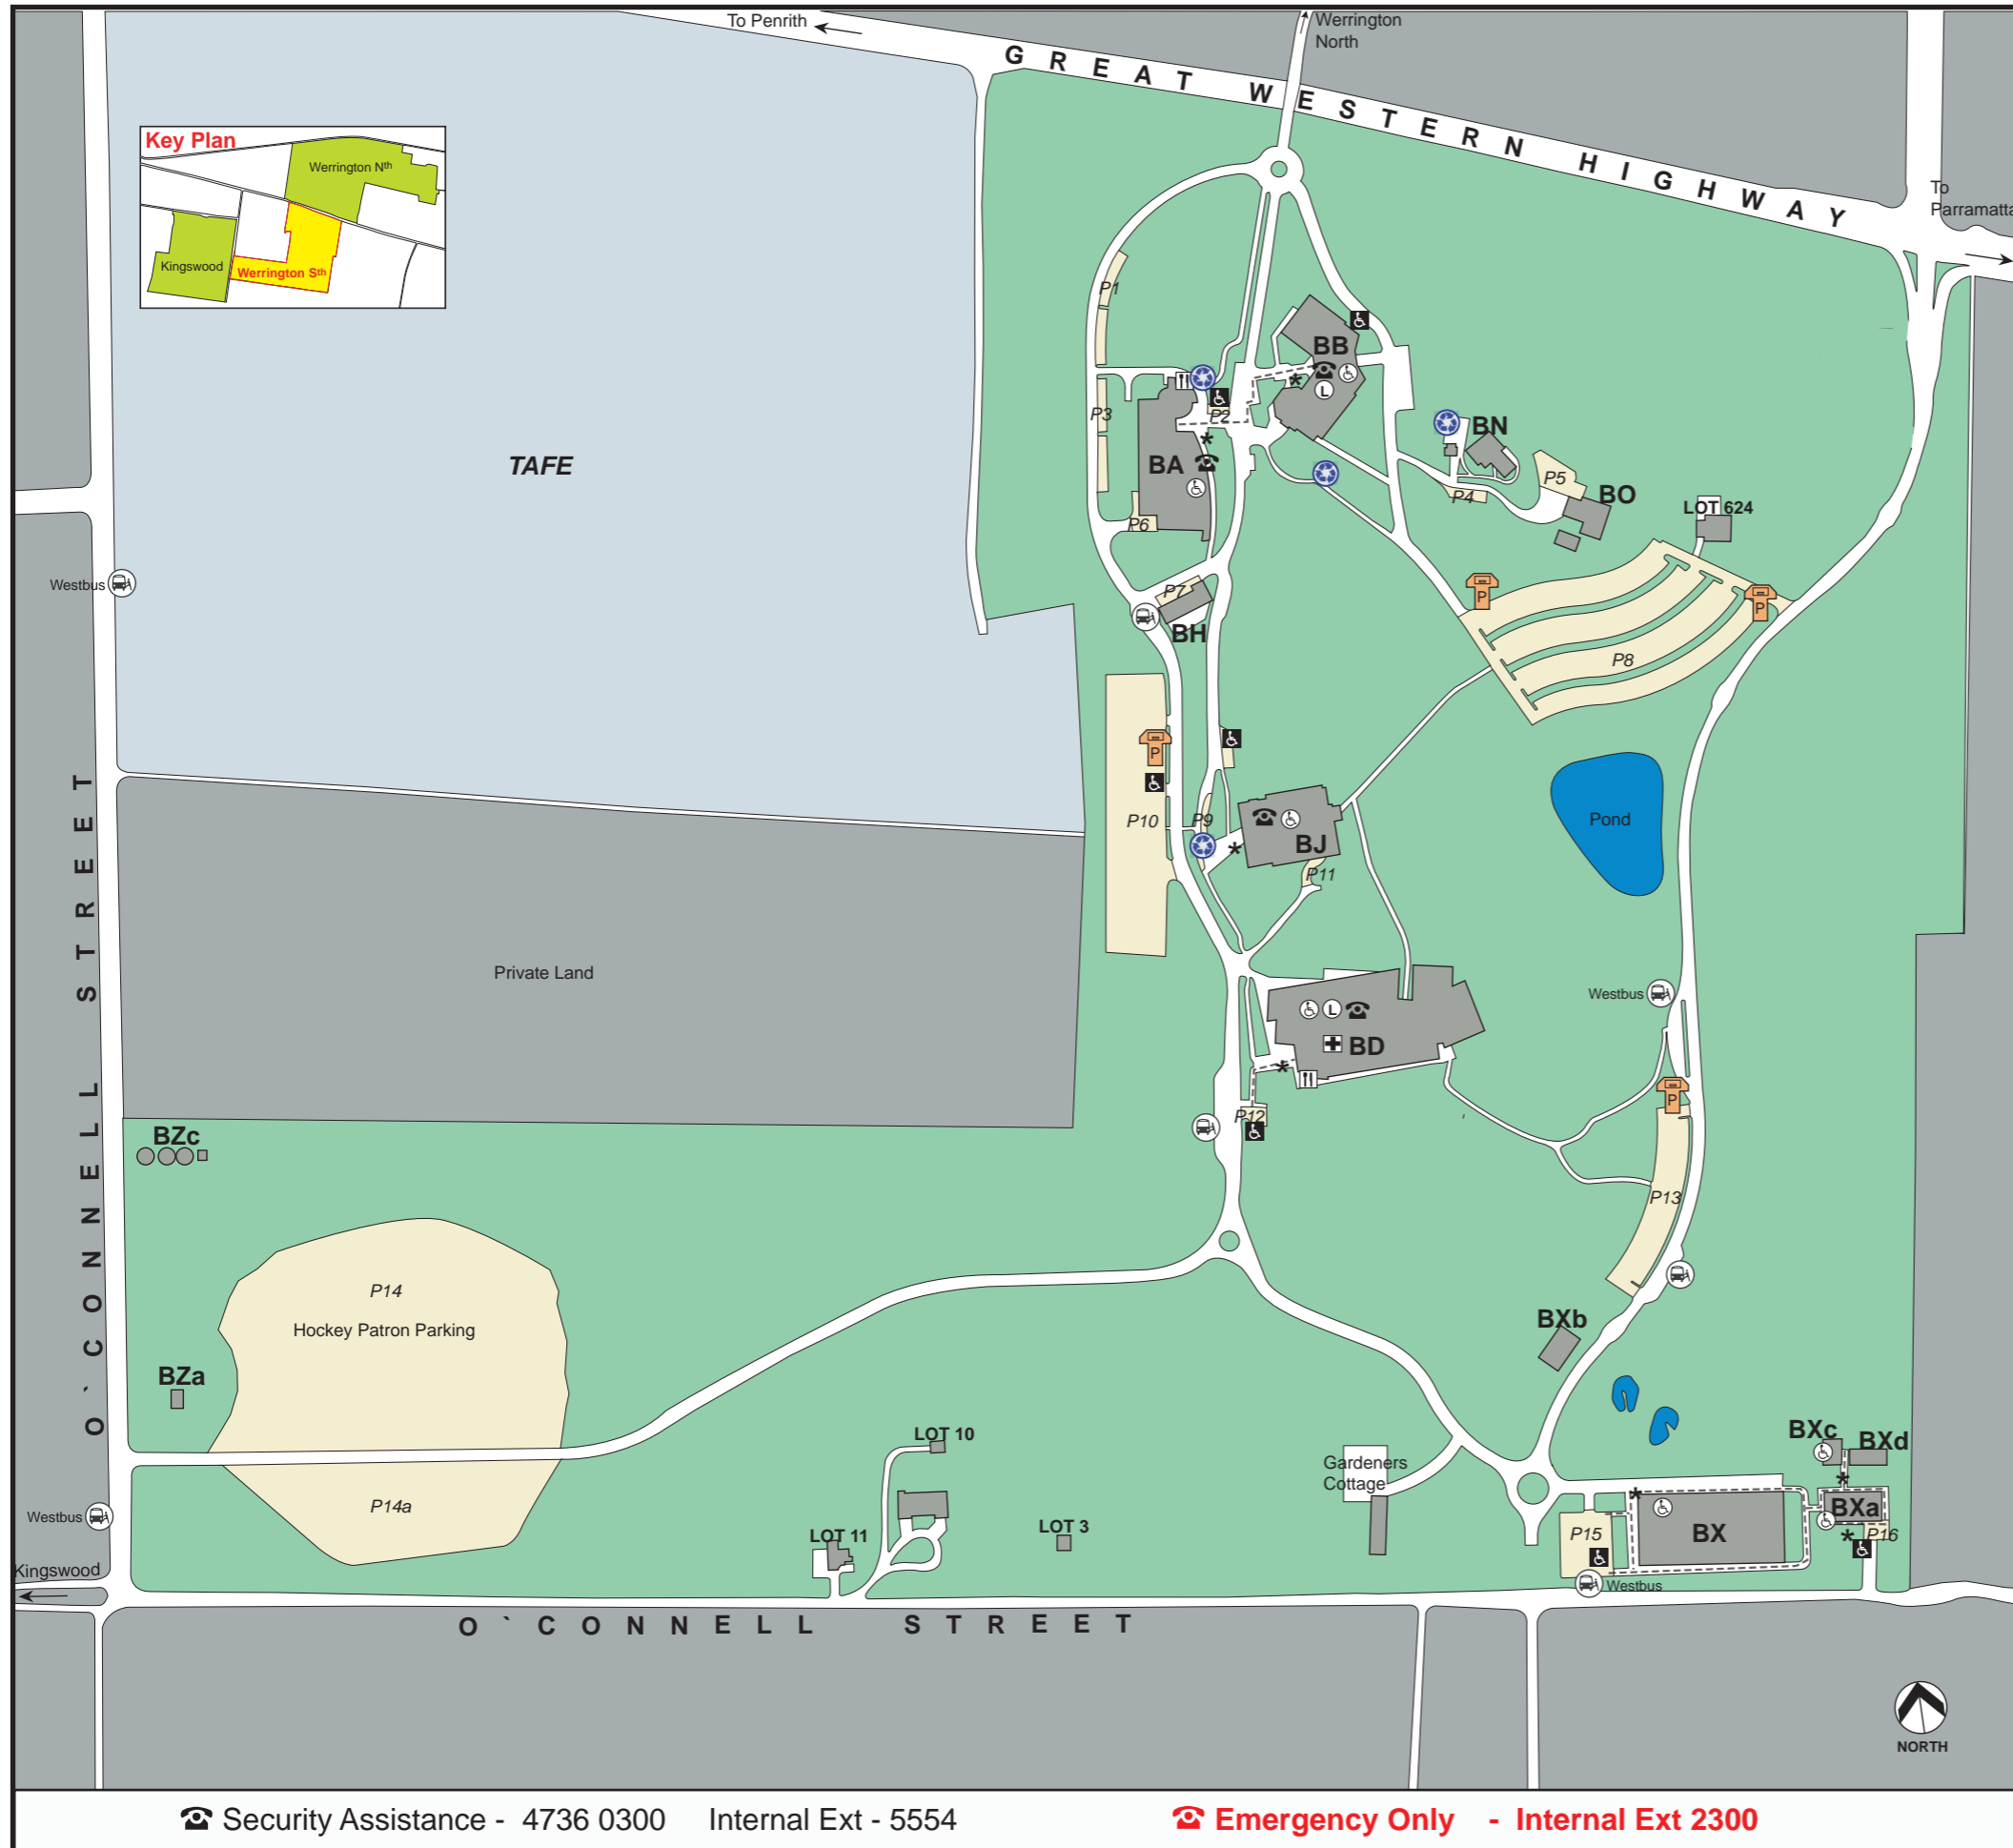 To Penrith
Werrington
North
GREAT WESTERN HIGHWAY
To
Parramatta
Key Plan
Werrington Nth
Kingswood
Werrington Sth
TAFE
P1
BB
L
P2
P3
BA
BN
P4
P5
BO
P6
LOT 624
Westbus
P7
BH
P
P
P8
P
P10
P9
BJ
Pond
P11
O`CONNELL STREET
Private Land
Westbus
L
BD
P
P12
BZc
P13
P14
Hockey Patron Parking
BXb
BZa
LOT 10
BXc
BXd
Gardeners
Cottage
P14a
Westbus
LOT 11
LOT 3
P15
BX
BXa
P16
Kingswood
Westbus
O`CONNELL STREET
NORTH
Security Assistance - 4736 0300 Internal Ext - 5554
Emergency Only - Internal Ext 2300